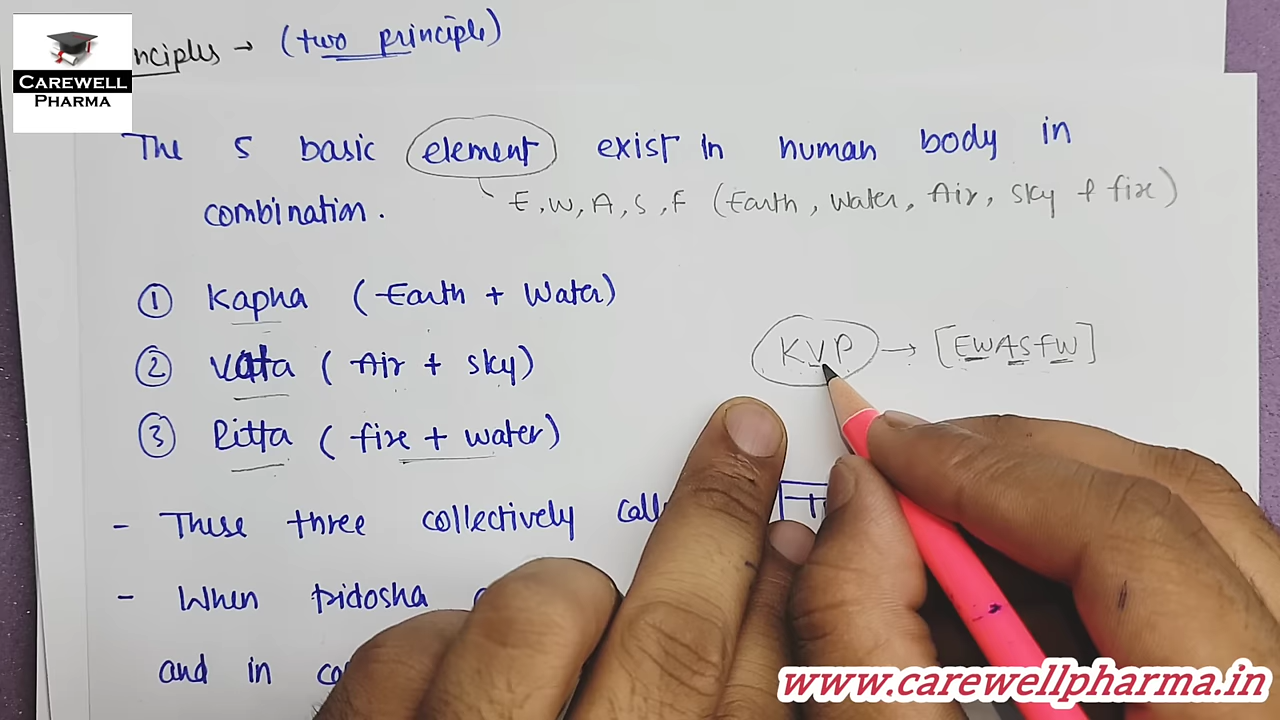 CAREWELL
PHARMA
nciples → (two principle)
The 5 basic element exist in human body in
combination.
E, W, A, S, F (Earth, Water, Air, Sky & fire)
① Kapha (Earth + Water)
② Vata (Air + Sky)
③ Pitta (fire + water)
KVP → [EWASFW]
- These three collectively
- When tridosha
and in
www.carewellpharma.in